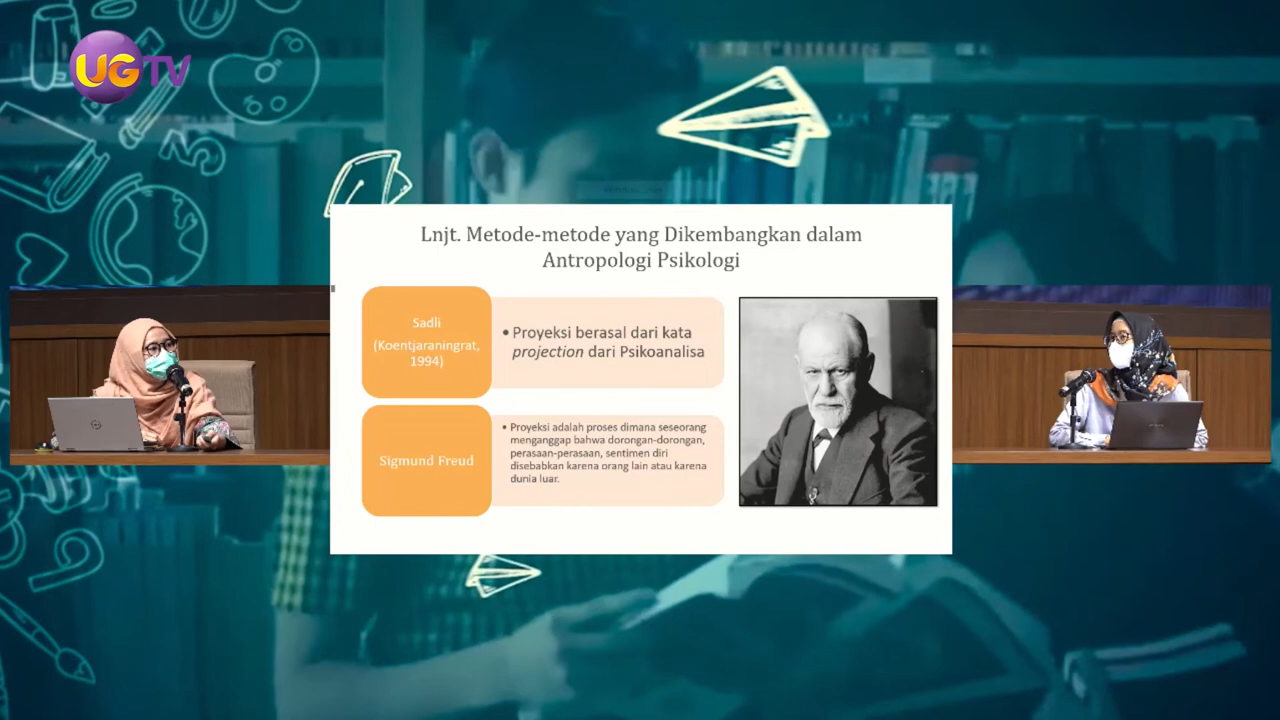 UGTV
Lnjt. Metode-metode yang Dikembangkan dalam
Antropologi Psikologi
Sadli
(Koentjaraningrat,
1994)
• Proyeksi berasal dari kata
projection dari Psikoanalisa
Sigmund Freud
• Proyeksi adalah proses dimana seseorang
menganggap bahwa dorongan-dorongan,
perasaan-perasaan, sentimen diri
disebabkan karena orang lain atau karena
dunia luar.